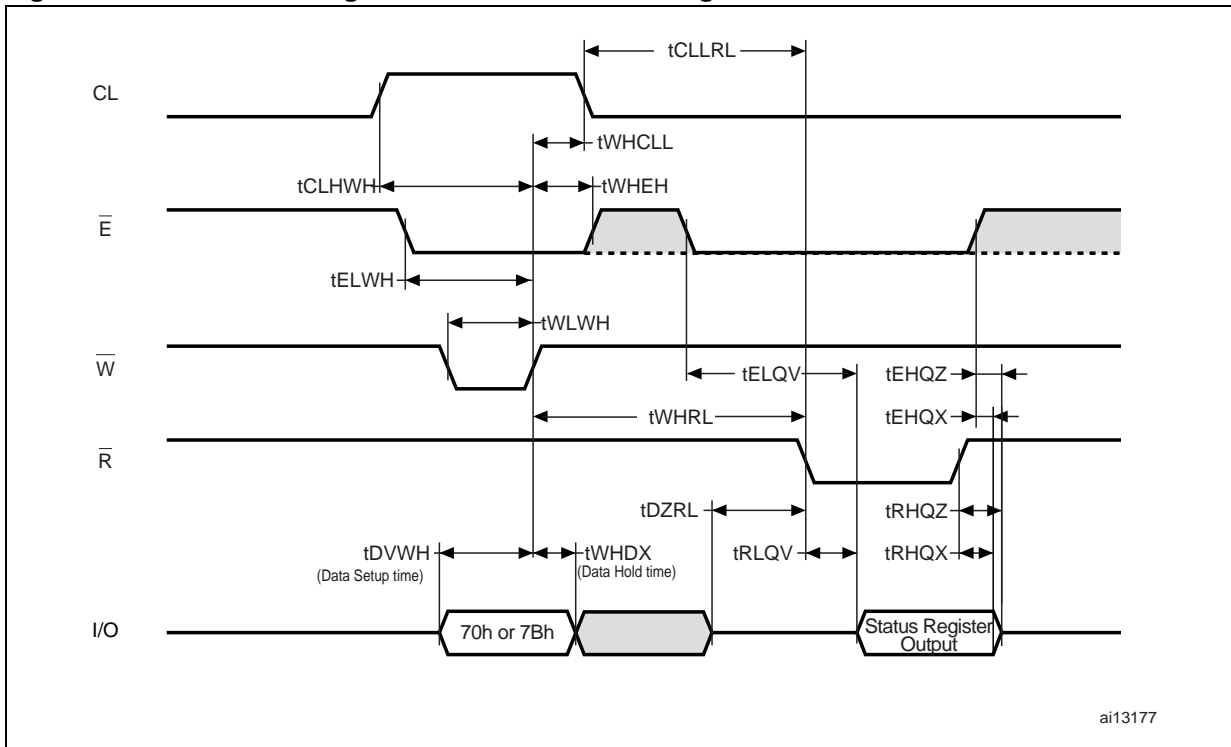 tCLLRL
CL
tWHCLL
tCLHWH
tWHEH
E
tELWH
tWLWH
W
tELQV
tEHQZ
tWHRL
tEHQX
R
tDZRL
tRHQZ
tDVWH
(Data Setup time)
tWHDX
(Data Hold time)
tRLQV
tRHQX
I/O
70h or 7Bh
Status Register
Output
ai13177